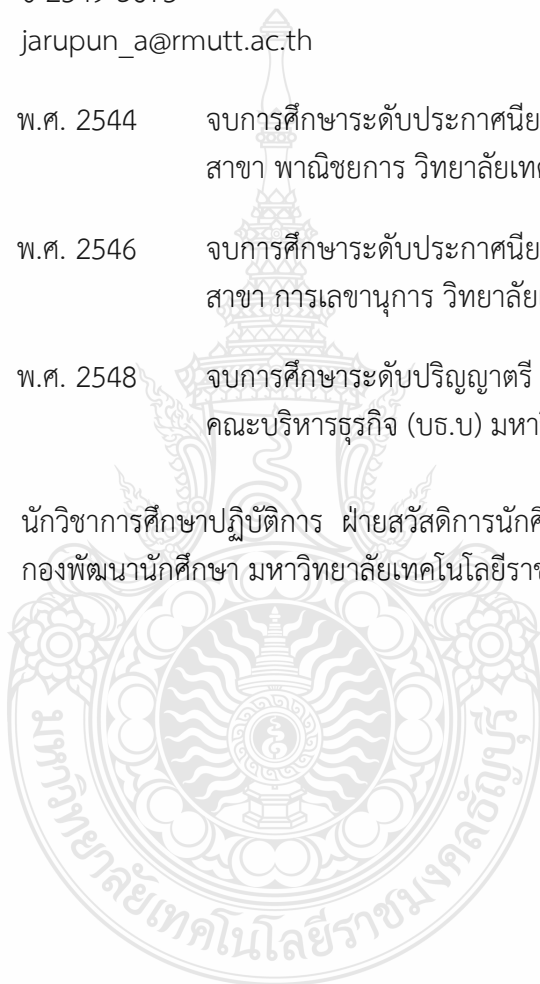 jarupun_a@rmutt.ac.th
พ.ศ. 2544 จบการศึกษาระดับประกาศนีย
สาขา พาณิชยการ วิทยาลัยเทค
พ.ศ. 2546 จบการศึกษาระดับประกาศนีย
สาขา การเลขานุการ วิทยาลัย
พ.ศ. 2548 จบการศึกษาระดับปริญญาตรี
คณะบริหารธุรกิจ (บธ.บ) มหา
นักวิชาการศึกษาปฏิบัติการ ฝ่ายสวัสดิการนักศึ
กองพัฒนานักศึกษา มหาวิทยาลัยเทคโนโลยีราช
มหาวิทยาลัยเทคโนโลยีราชมงคลธัญบุรี